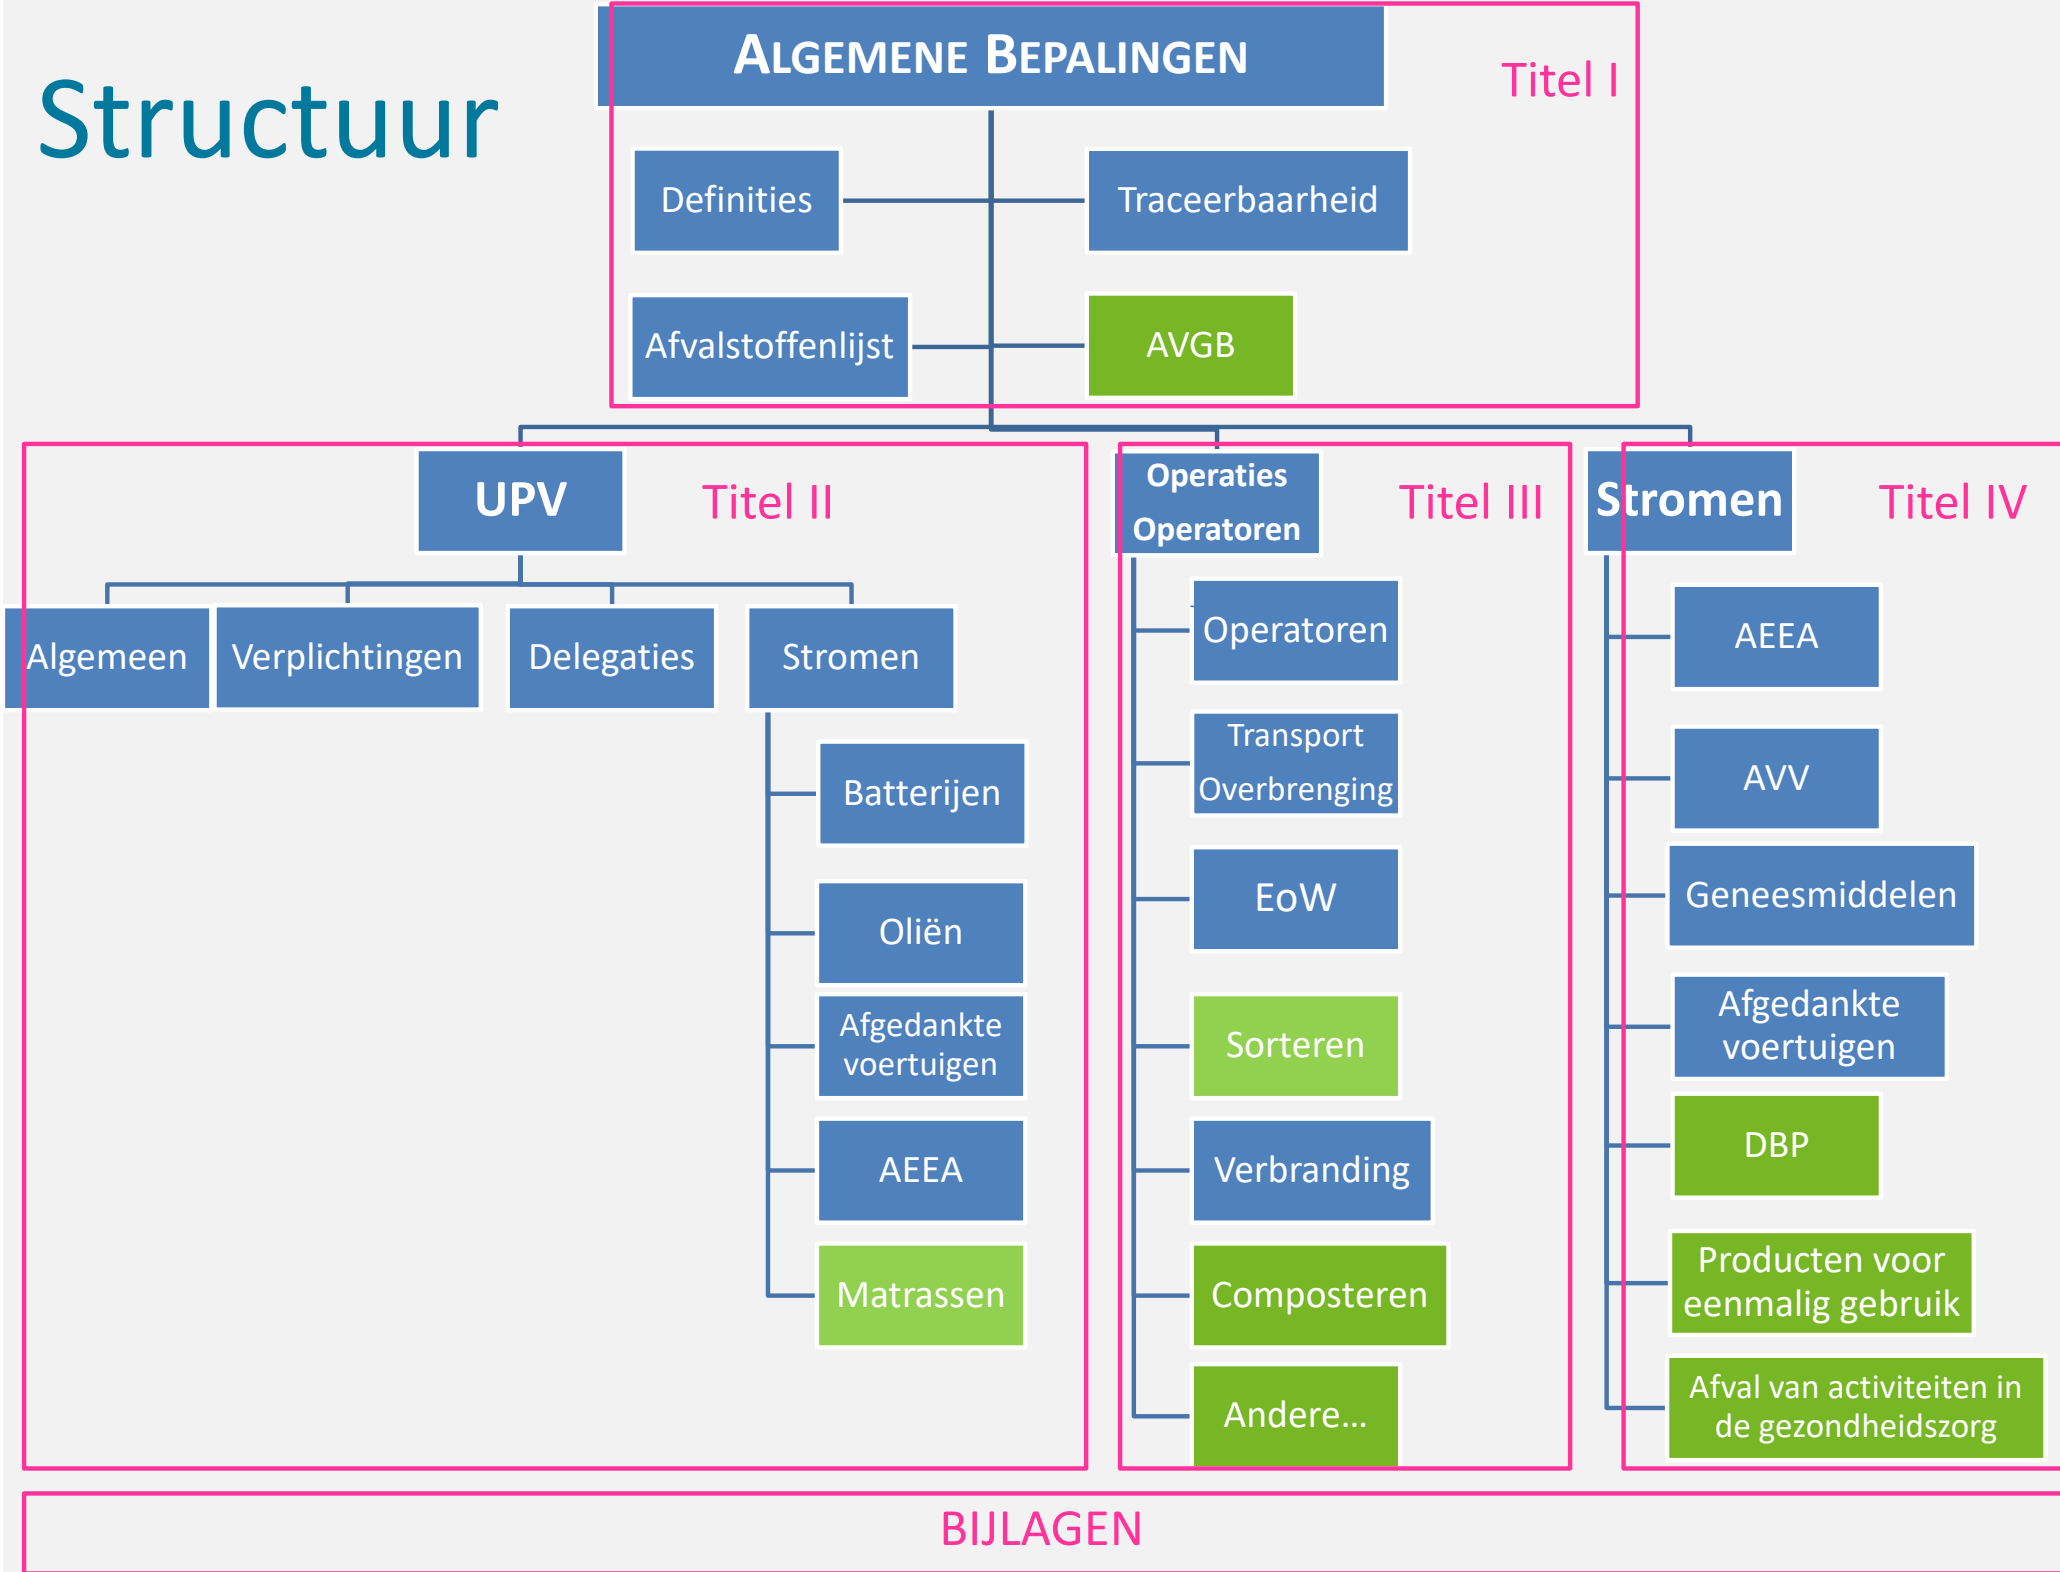 Structuur
ALGEMENE BEPALINGEN
Titel I
Definities
Traceerbaarheid
Afvalstoffenlijst
AVGB
UPV
Titel II
Algemeen
Verplichtingen
Delegaties
Stromen
Batterijen
Oliën
Afgedankte
voertuigen
AEEA
Matrassen
Operaties
Operatoren
Titel III
Operatoren
Transport
Overbrenging
EoW
Sorteren
Verbranding
Composteren
Andere...
Stromen
Titel IV
AEEA
AVV
Geneesmiddelen
Afgedankte
voertuigen
DBP
Producten voor
eenmalig gebruik
Afval van activiteiten in
de gezondheidszorg
BIJLAGEN